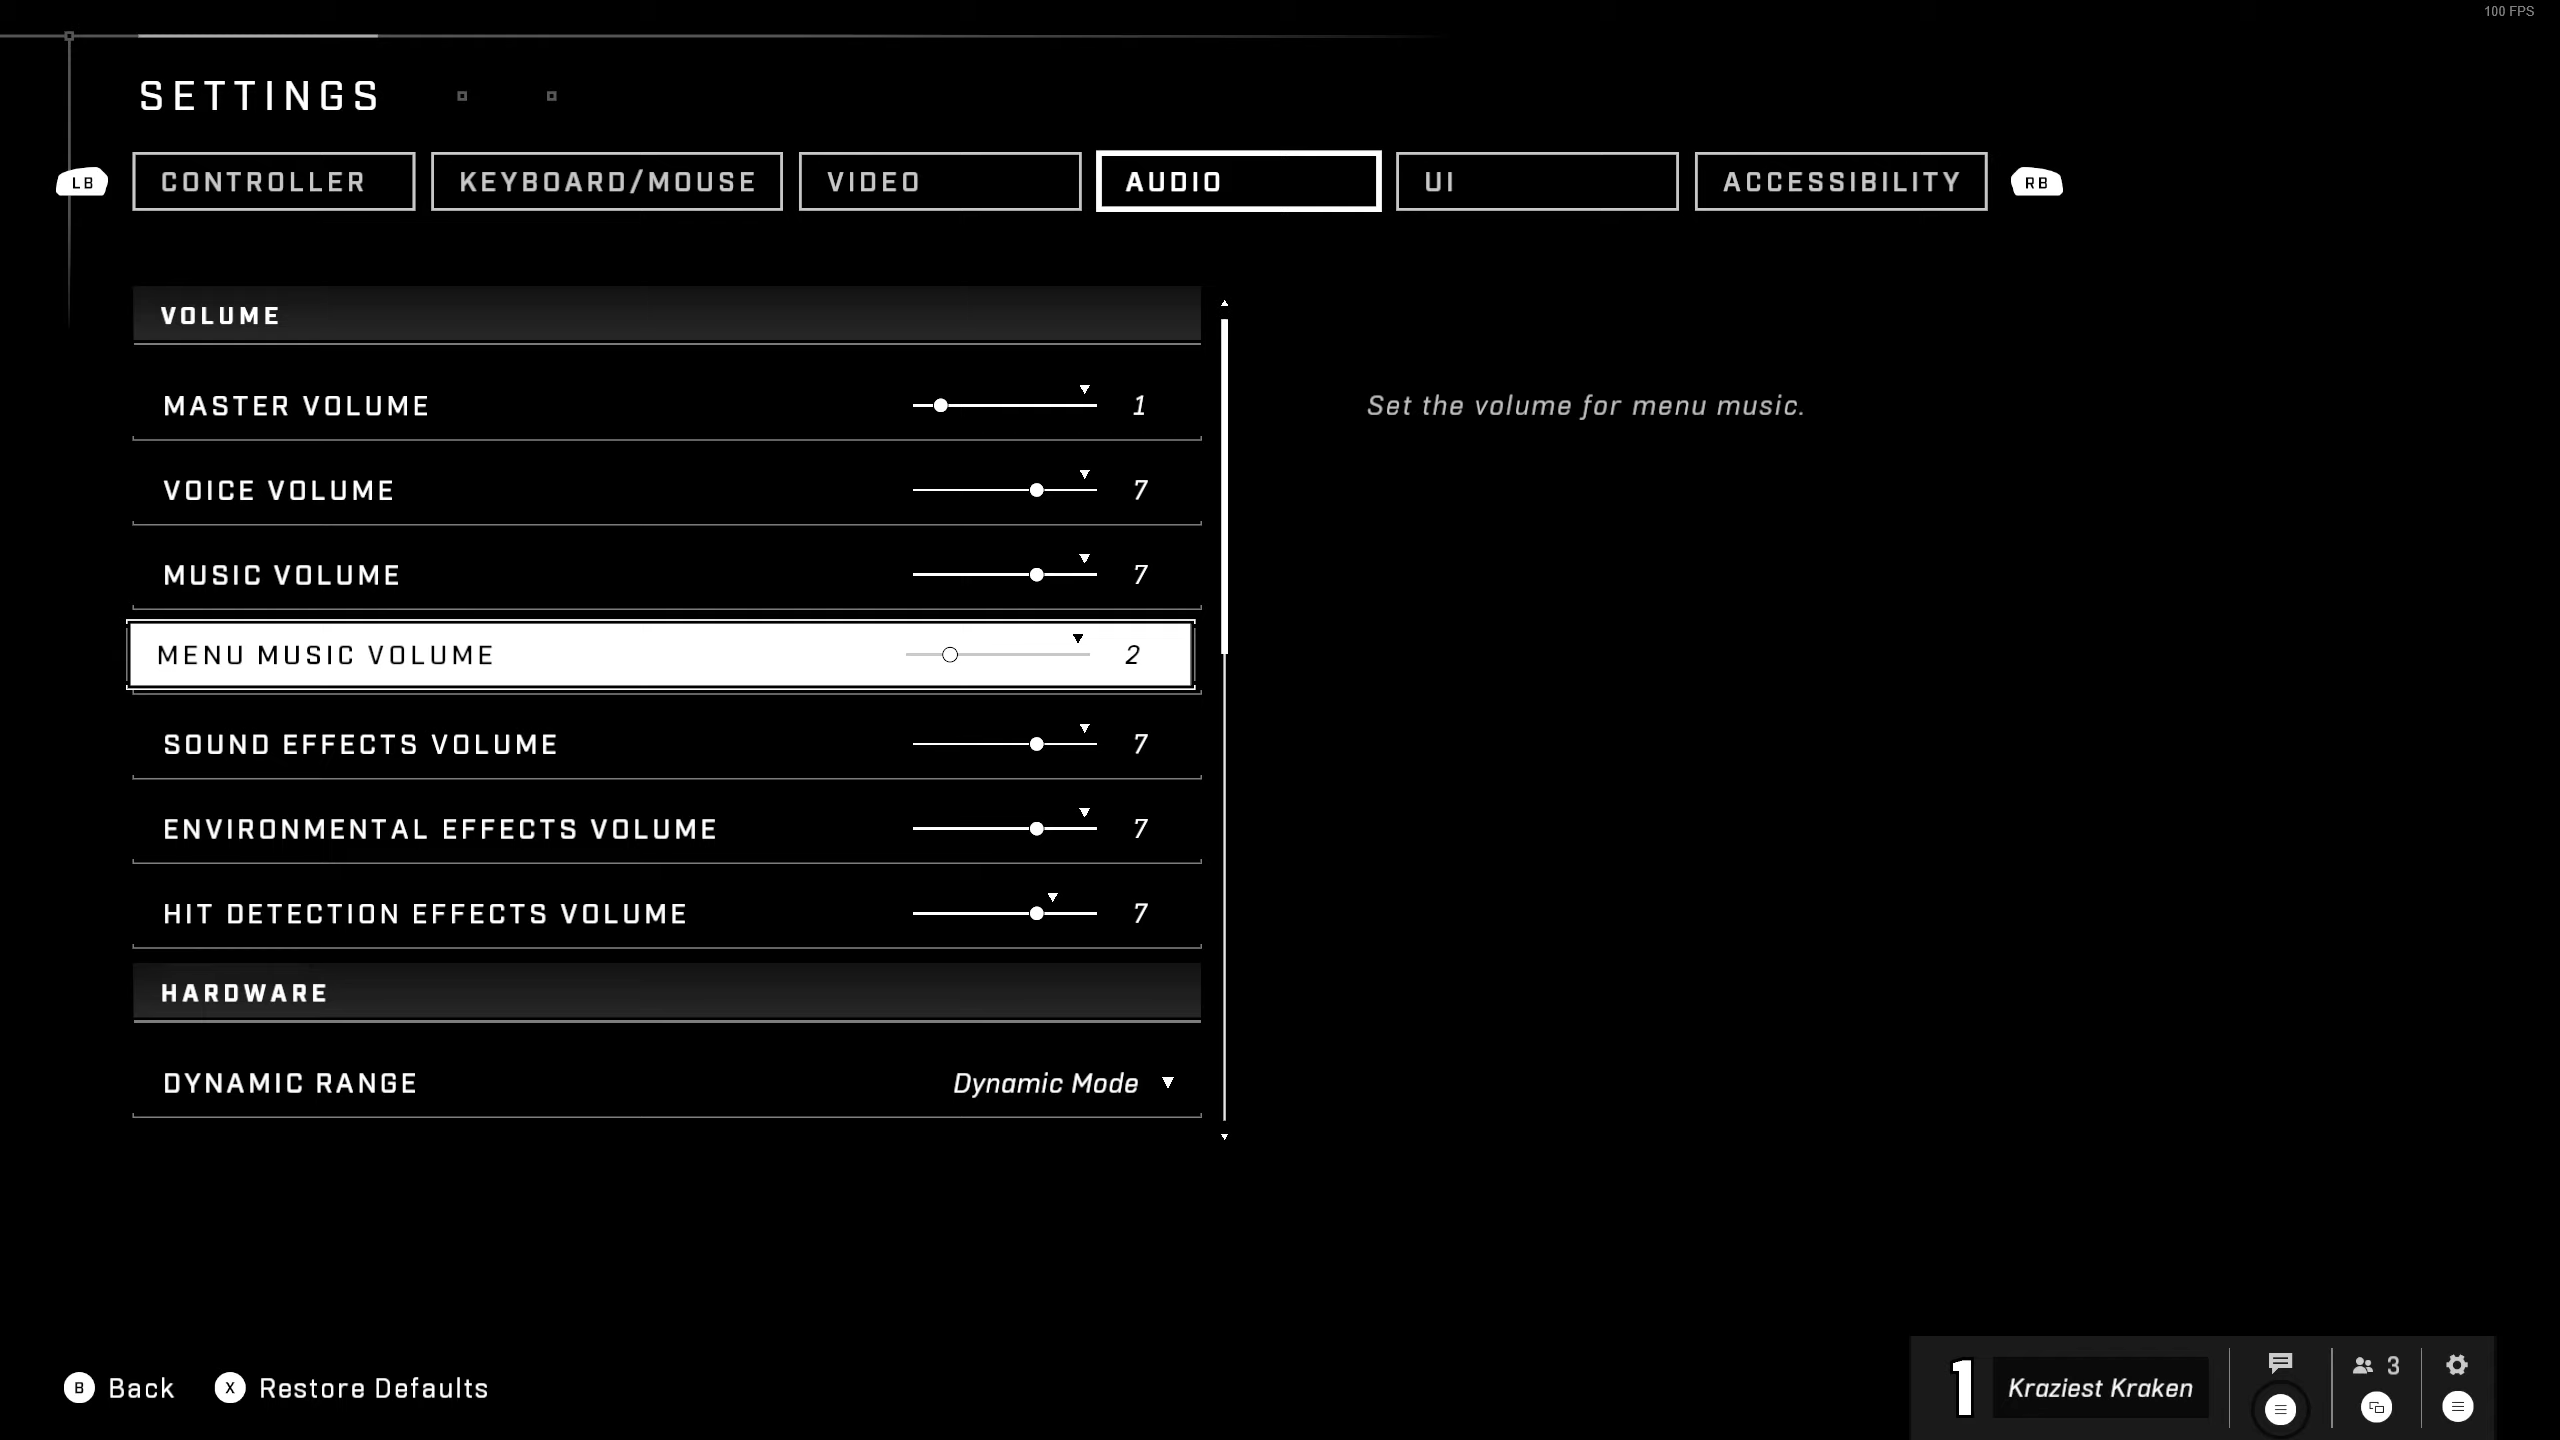 100 FPS
SETTINGS
LB CONTROLLER KEYBOARD/MOUSE VIDEO AUDIO UI ACCESSIBILITY RB
VOLUME
MASTER VOLUME 1
Set the volume for menu music.
VOICE VOLUME 7
MUSIC VOLUME 7
MENU MUSIC VOLUME 2
SOUND EFFECTS VOLUME 7
ENVIRONMENTAL EFFECTS VOLUME 7
HIT DETECTION EFFECTS VOLUME 7
HARDWARE
DYNAMIC RANGE Dynamic Mode
B Back X Restore Defaults
1 Kraziest Kraken 3